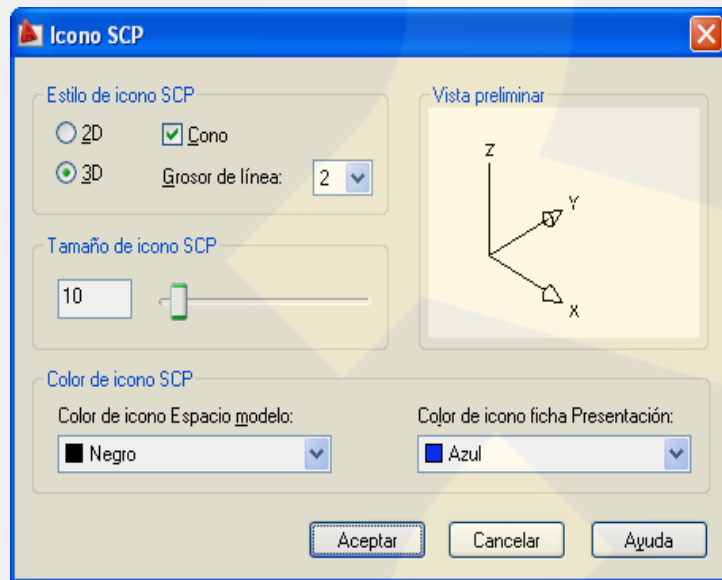 Icono SCP
Estilo de icono SCP
2D
Cono
3D
Grosor de línea:
2
Vista preliminar
Z
Y
X
Tamaño de icono SCP
10
Color de icono SCP
Color de icono Espacio modelo:
Negro
Color de icono ficha Presentación:
Azul
Aceptar
Cancelar
Ayuda